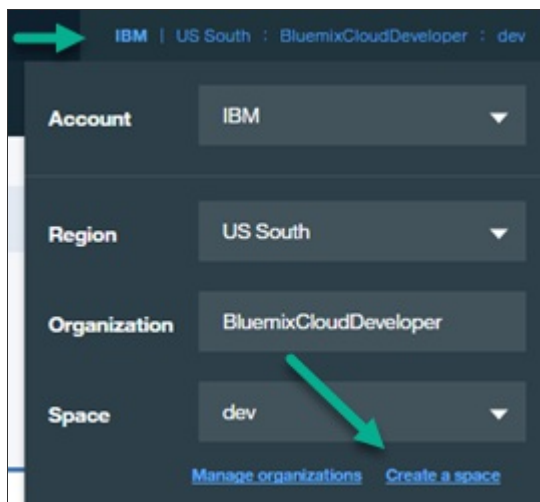 IBM | US South : BluemixCloudDeveloper : dev
Account IBM
Region US South
Organization BluemixCloudDeveloper
Space dev
Manage organizations Create a space